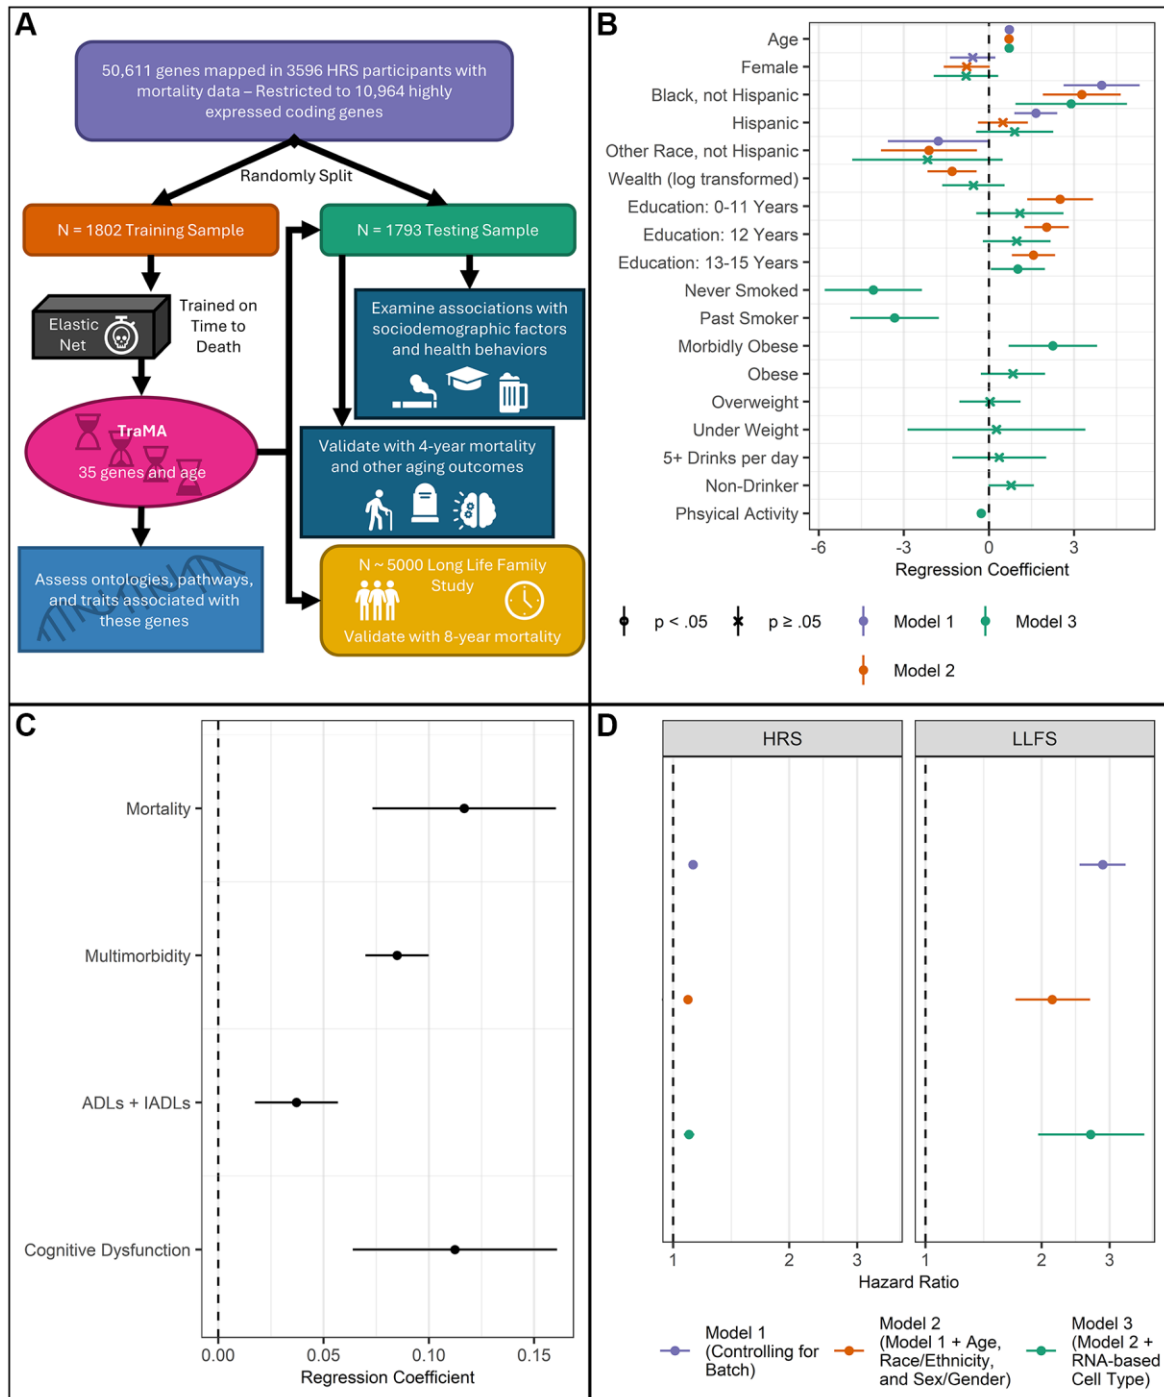 A
50,611 genes mapped in 3596 HRS participants with
mortality data – Restricted to 10,964 highly
expressed coding genes
Randomly Split
N = 1802 Training Sample
N = 1793 Testing Sample
Elastic
Net
Trained on
Time to
Death
Examine associations with
sociodemographic factors
and health behaviors
TraMA
35 genes and age
Validate with 4-year mortality
and other aging outcomes
Assess ontologies, pathways,
and traits associated with
these genes
N ~ 5000 Long Life Family
Study
Validate with 8-year mortality
B
Age
Female
Black, not Hispanic
Hispanic
Other Race, not Hispanic
Wealth (log transformed)
Education: 0-11 Years
Education: 12 Years
Education: 13-15 Years
Never Smoked
Past Smoker
Morbidly Obese
Obese
Overweight
Under Weight
5+ Drinks per day
Non-Drinker
Phsyical Activity
-6 -3 0 3
Regression Coefficient
p < .05 p ≥ .05 Model 1 Model 3
Model 2
C
Mortality
Multimorbidity
ADLs + IADLs
Cognitive Dysfunction
0.00 0.05 0.10 0.15
Regression Coefficient
D
HRS LLFS
1 2 3 1 2 3
Hazard Ratio
Model 1
(Controlling for
Batch)
Model 2
(Model 1 + Age,
Race/Ethnicity,
and Sex/Gender)
Model 3
(Model 2 +
RNA-based
Cell Type)